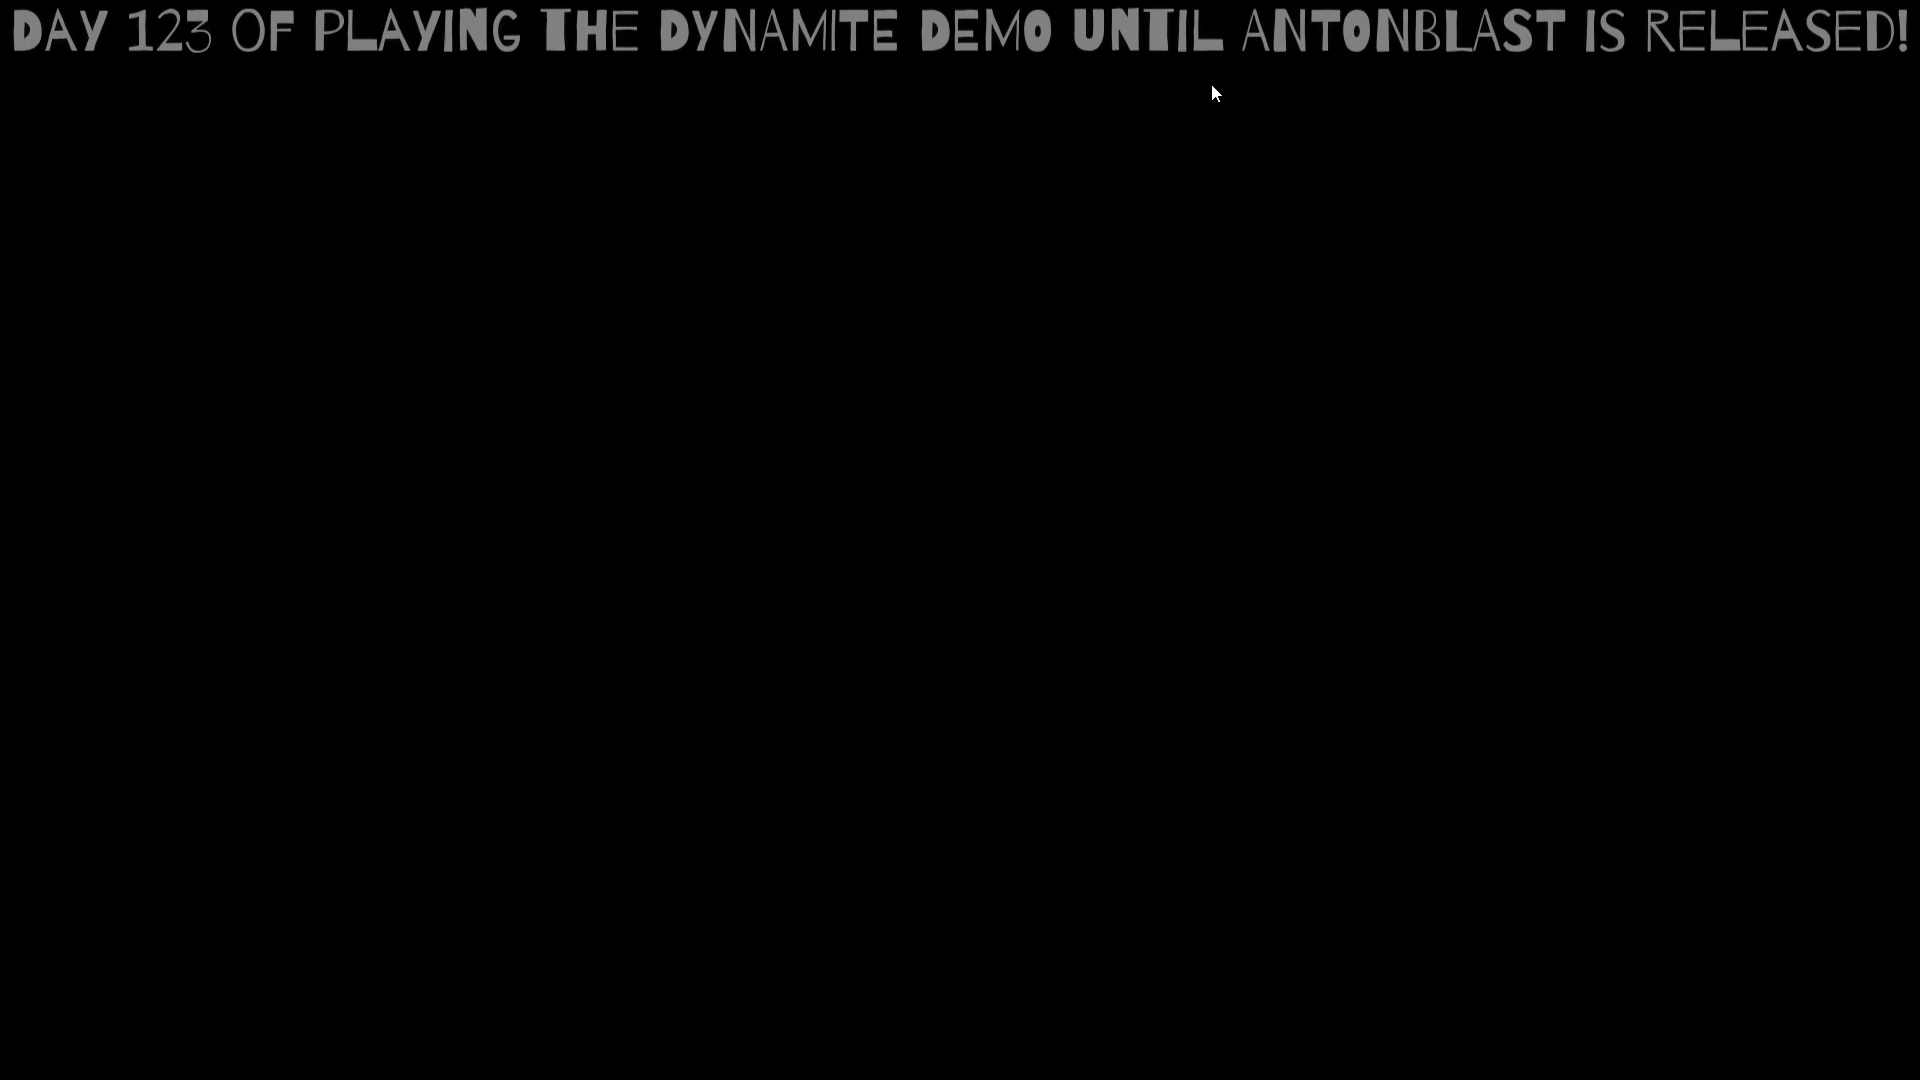 DAY 123 OF PLAYING THE DYNAMITE DEMO UNTIL ANTONBLAST IS RELEASED!